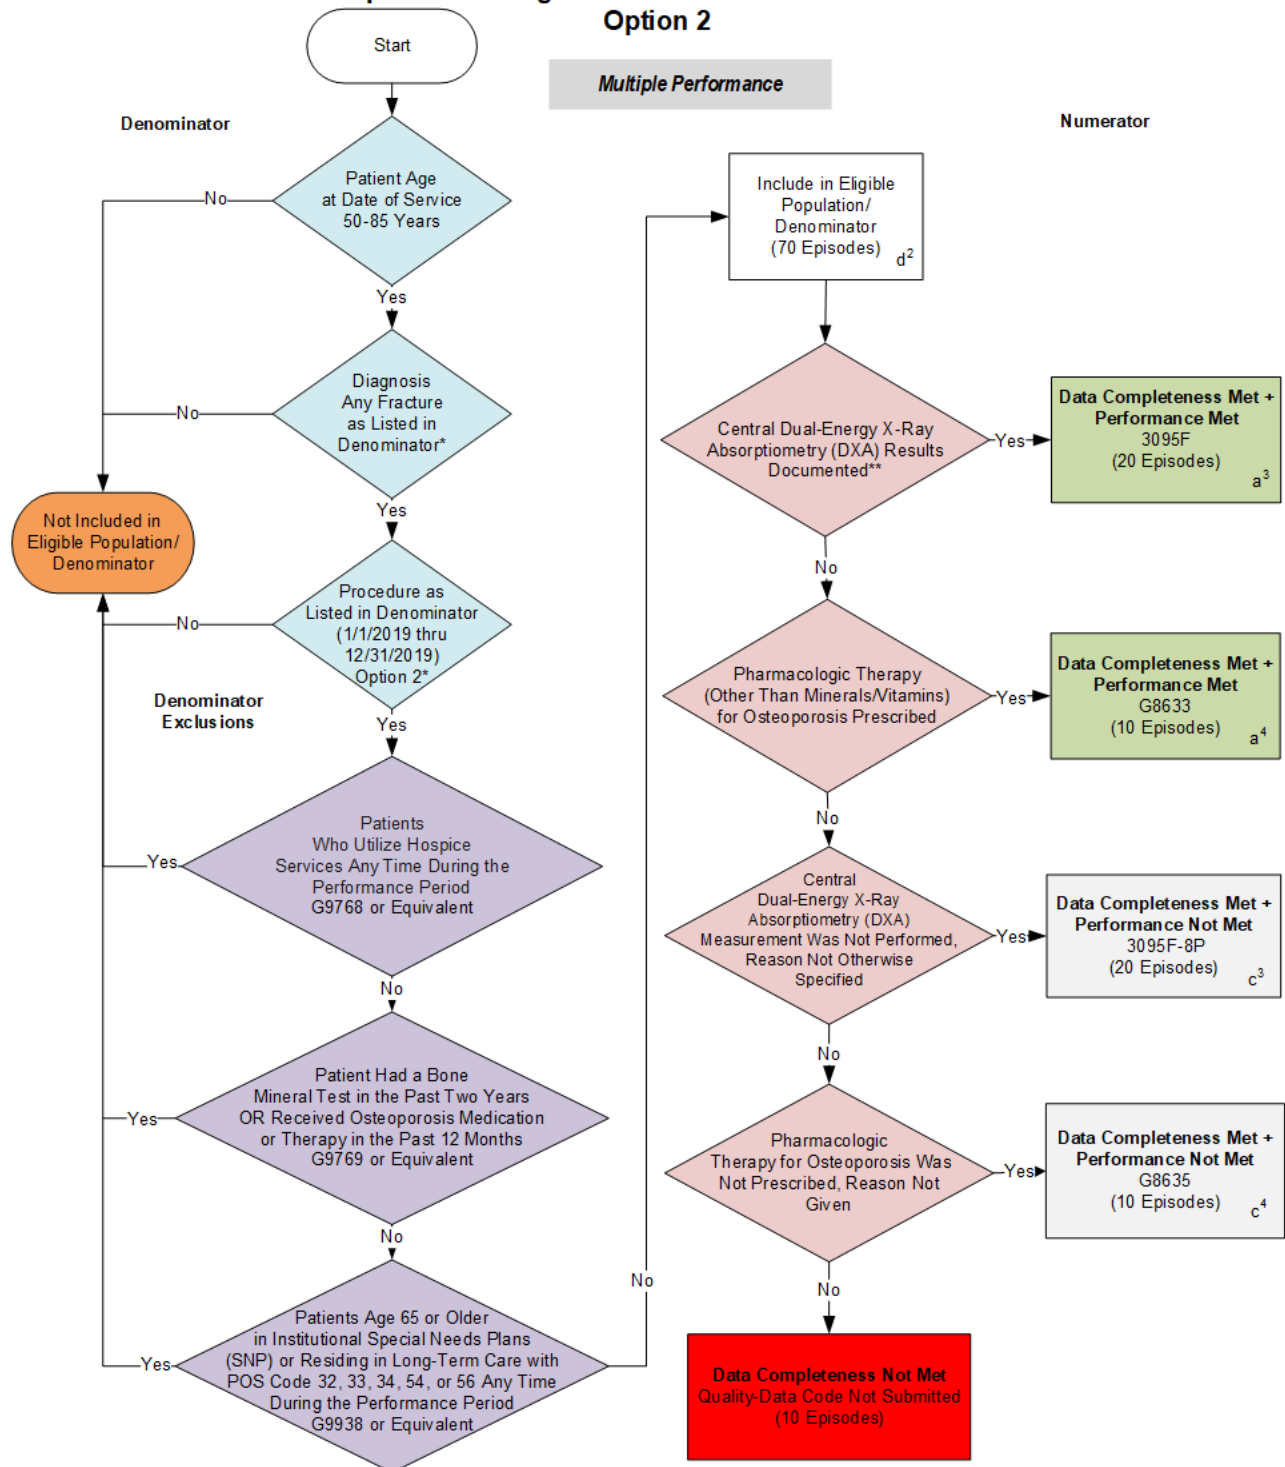 Option 2
Start
Multiple Performance
Denominator
Numerator
Patient Age
at Date of Service
50-85 Years
No
Yes
Diagnosis
Any Fracture
as Listed in
Denominator*
No
Yes
Not Included in
Eligible Population/
Denominator
Procedure as
Listed in Denominator
(1/1/2019 thru
12/31/2019)
Option 2*
No
Yes
Denominator
Exclusions
Patients
Who Utilize Hospice
Services Any Time During the
Performance Period
G9768 or Equivalent
Yes
No
Patient Had a Bone
Mineral Test in the Past Two Years
OR Received Osteoporosis Medication
or Therapy in the Past 12 Months
G9769 or Equivalent
Yes
No
Patients Age 65 or Older
in Institutional Special Needs Plans
(SNP) or Residing in Long-Term Care with
POS Code 32, 33, 34, 54, or 56 Any Time
During the Performance Period
G9938 or Equivalent
Yes
No
Include in Eligible
Population/
Denominator
(70 Episodes)
d²
Central Dual-Energy X-Ray
Absorptiometry (DXA) Results
Documented**
Yes
Data Completeness Met +
Performance Met
3095F
(20 Episodes)
a³
No
Pharmacologic Therapy
(Other Than Minerals/Vitamins)
for Osteoporosis Prescribed
Yes
Data Completeness Met +
Performance Met
G8633
(10 Episodes)
a⁴
No
Central
Dual-Energy X-Ray
Absorptiometry (DXA)
Measurement Was Not Performed,
Reason Not Otherwise
Specified
Yes
Data Completeness Met +
Performance Not Met
3095F-8P
(20 Episodes)
c³
No
Pharmacologic
Therapy for Osteoporosis Was
Not Prescribed, Reason Not
Given
Yes
Data Completeness Met +
Performance Not Met
G8635
(10 Episodes)
c⁴
No
Data Completeness Not Met
Quality-Data Code Not Submitted
(10 Episodes)